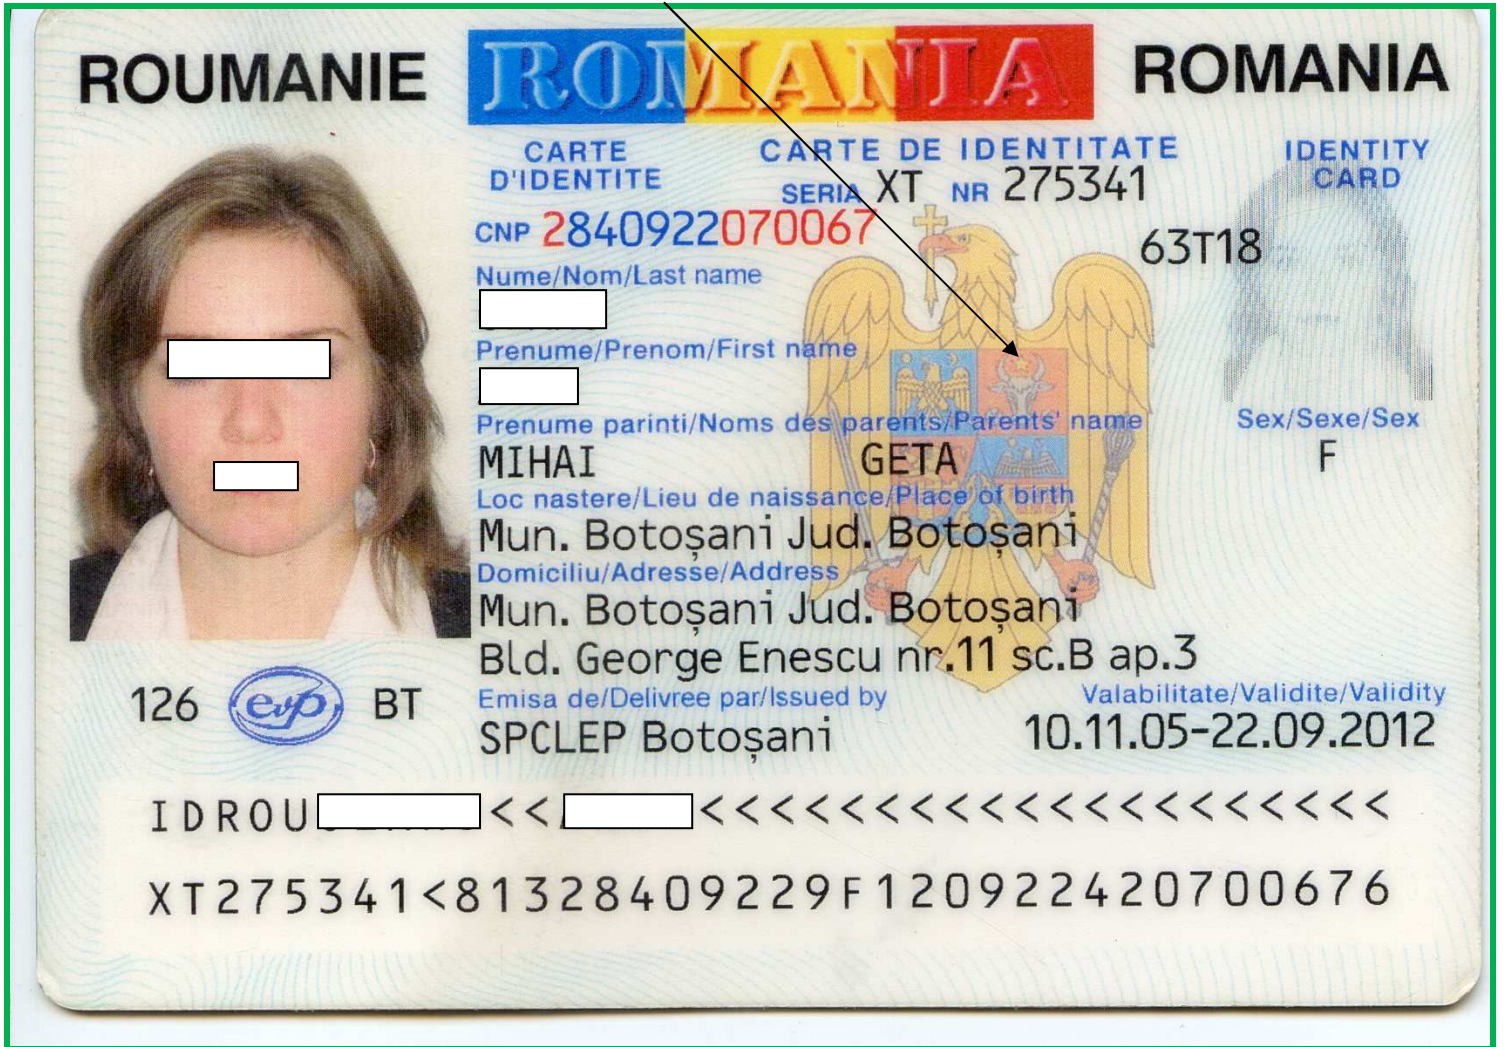 ROUMANIE ROMANIA ROMANIA
CARTE D'IDENTITE
CARTE DE IDENTITATE
IDENTITY CARD
SERIA XT NR 275341
CNP 2840922070067
63T18
Nume/Nom/Last name
Prenume/Prenom/First name
Prenume parinti/Noms des parents/Parents' name
MIHAI GETA
Sex/Sexe/Sex
F
Loc nastere/Lieu de naissance/Place of birth
Mun. Botoșani Jud. Botoșani
Domiciliu/Adresse/Address
Mun. Botoșani Jud. Botoșani
Bld. George Enescu nr.11 sc.B ap.3
126 evp BT
Emisa de/Delivree par/Issued by
SPCLEP Botoșani
Valabilitate/Validite/Validity
10.11.05-22.09.2012
IDROU << <<<<<<<<<<<<<<<<<<<<
XT275341<81328409229F120922420700676